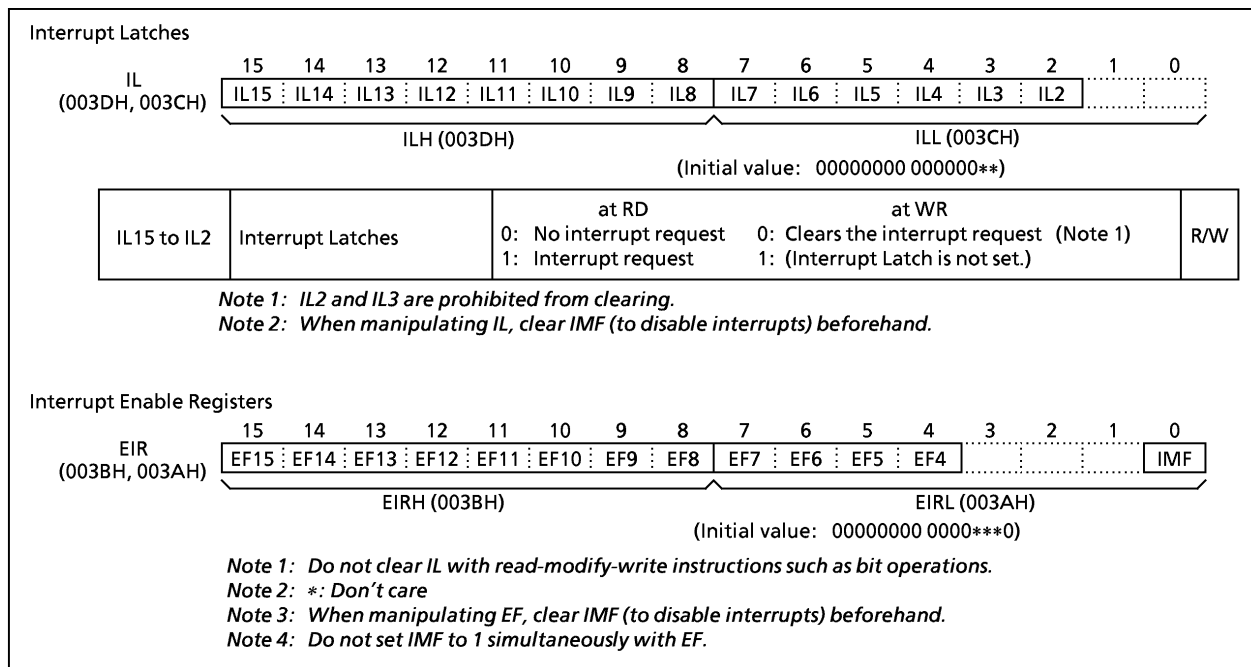 Interrupt Latches
15 14 13 12 11 10 9 8 7 6 5 4 3 2 1 0
IL
(003DH, 003CH)
IL15 IL14 IL13 IL12 IL11 IL10 IL9 IL8 IL7 IL6 IL5 IL4 IL3 IL2
ILH (003DH) ILL (003CH)
(Initial value: 00000000 000000**)
IL15 to IL2 Interrupt Latches
at RD at WR
0: No interrupt request 0: Clears the interrupt request (Note 1)
1: Interrupt request 1: (Interrupt Latch is not set.)
R/W
Note 1: IL2 and IL3 are prohibited from clearing.
Note 2: When manipulating IL, clear IMF (to disable interrupts) beforehand.
Interrupt Enable Registers
15 14 13 12 11 10 9 8 7 6 5 4 3 2 1 0
EIR
(003BH, 003AH)
EF15 EF14 EF13 EF12 EF11 EF10 EF9 EF8 EF7 EF6 EF5 EF4 IMF
EIRH (003BH) EIRL (003AH)
(Initial value: 00000000 0000***0)
Note 1: Do not clear IL with read-modify-write instructions such as bit operations.
Note 2: *: Don't care
Note 3: When manipulating EF, clear IMF (to disable interrupts) beforehand.
Note 4: Do not set IMF to 1 simultaneously with EF.